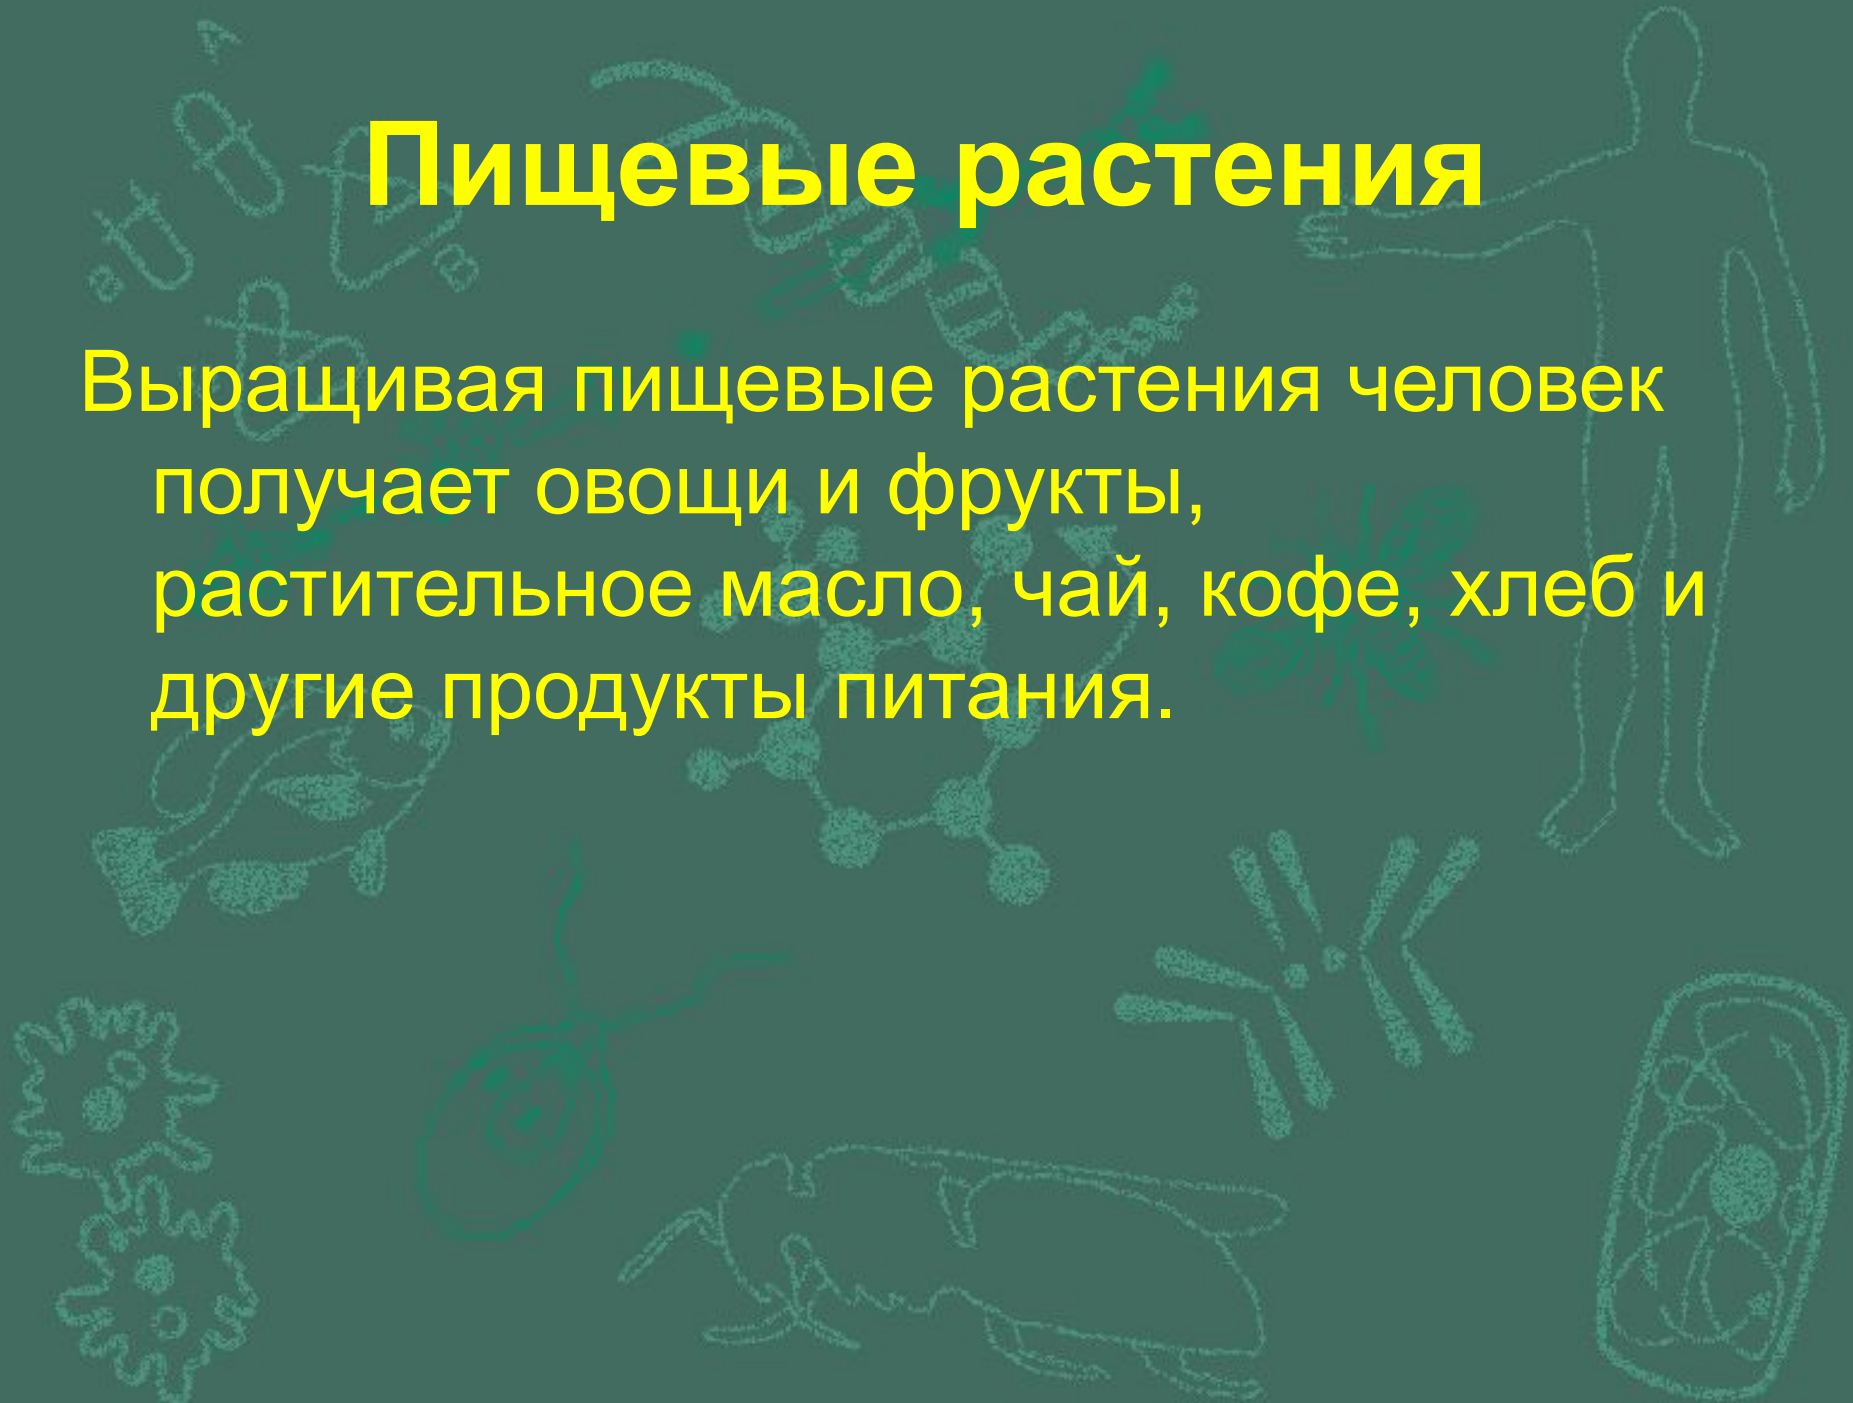 Пищевые растения
Выращивая пищевые растения человек
получает овощи и фрукты,
растительное масло, чай, кофе, хлеб и
другие продукты питания.